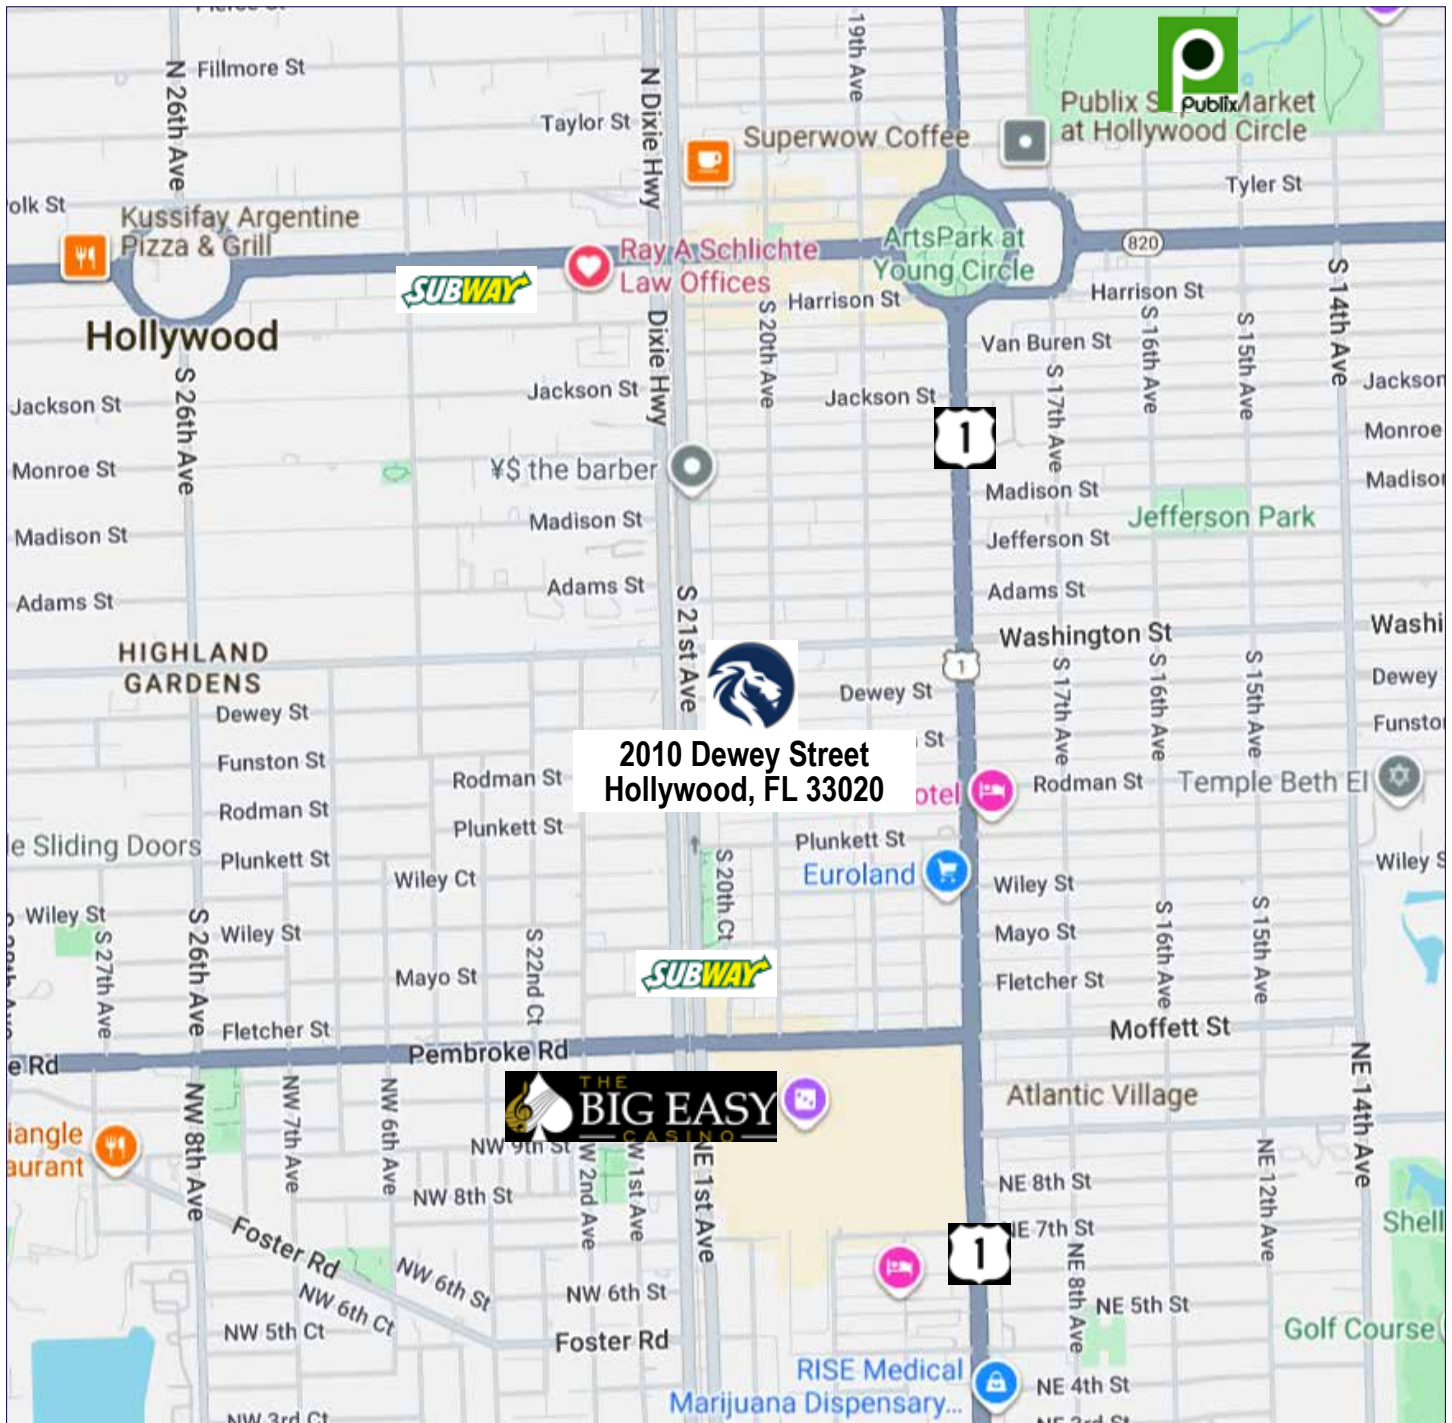 Fillmore St
N 26th Ave
N Dixie Hwy
19th Ave
Taylor St
Superwow Coffee
Publix
Market
at Hollywood Circle
Tyler St
olk St
Kussifay Argentine
Pizza & Grill
Ray A Schlichte
Law Offices
SUBWAY
ArtsPark at
Young Circle
820
Harrison St
Harrison St
S 14th Ave
Hollywood
Dixie Hwy
S 20th Ave
Van Buren St
S 16th Ave
S 15th Ave
S 26th Ave
Jackson St
Jackson St
Jackson St
Jackson
1
S 17th Ave
Monroe St
Monroe
¥$ the barber
Madison St
Madison St
Madison St
Jefferson Park
Jefferson St
Adams St
Adams St
Adams St
S 21st Ave
Washington St
Washi
HIGHLAND
GARDENS
1
Dewey St
Dewey St
Dewey
S 17th Ave
S 16th Ave
S 15th Ave
2010 Dewey Street
Hollywood, FL 33020
St
Funston St
Rodman St
otel
Rodman St
Temple Beth El
Rodman St
Plunkett St
Plunkett St
e Sliding Doors
Plunkett St
Wiley Ct
S 20th Ct
Euroland
Wiley St
Wiley S
Wiley St
S 27th Ave
S 26th Ave
Wiley St
S 22nd Ct
Mayo St
S 16th Ave
S 15th Ave
Mayo St
SUBWAY
Fletcher St
Fletcher St
Moffett St
e Rd
Pembroke Rd
NE 14th Ave
NW 8th Ave
NW 7th Ave
NW 6th Ave
THE
BIG EASY
CASINO
Atlantic Village
iangle
aurant
NW 9th St
W 2nd Ave
W 1st Ave
NE 1st Ave
NW 8th St
NE 8th St
NE 12th Ave
Foster Rd
1
NE 7th St
Shell
NW 6th St
NW 6th Ct
NW 6th St
NE 8th Ave
NE 5th St
NW 5th Ct
Foster Rd
Golf Course
RISE Medical
Marijuana Dispensary...
NE 4th St
NW 3rd Ct